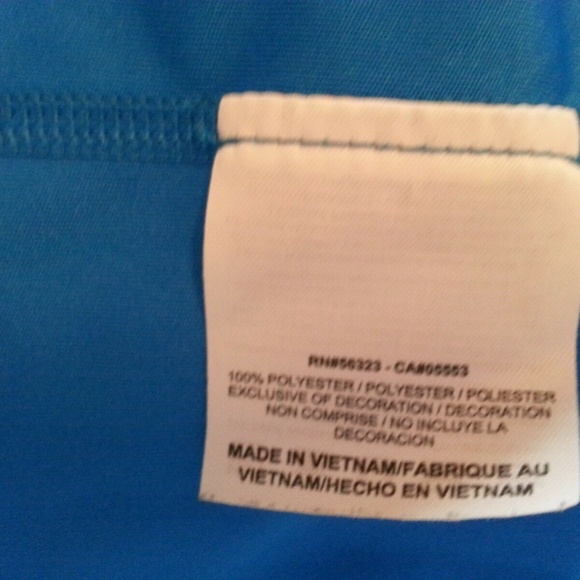 RN#56323 - CA#05553
100% POLYESTER / POLYESTER / POLIESTER
EXCLUSIVE OF DECORATION / DECORATION
NON COMPRISE / NO INCLUYE LA
DECORACION
MADE IN VIETNAM/FABRIQUE AU
VIETNAM/HECHO EN VIETNAM